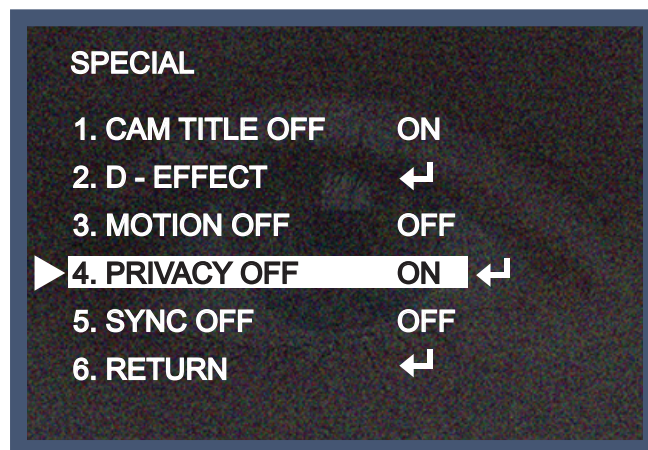 SPECIAL
1. CAM TITLE OFF ON
2. D - EFFECT ↵
3. MOTION OFF OFF
4. PRIVACY OFF ON ↵
5. SYNC OFF OFF
6. RETURN ↵